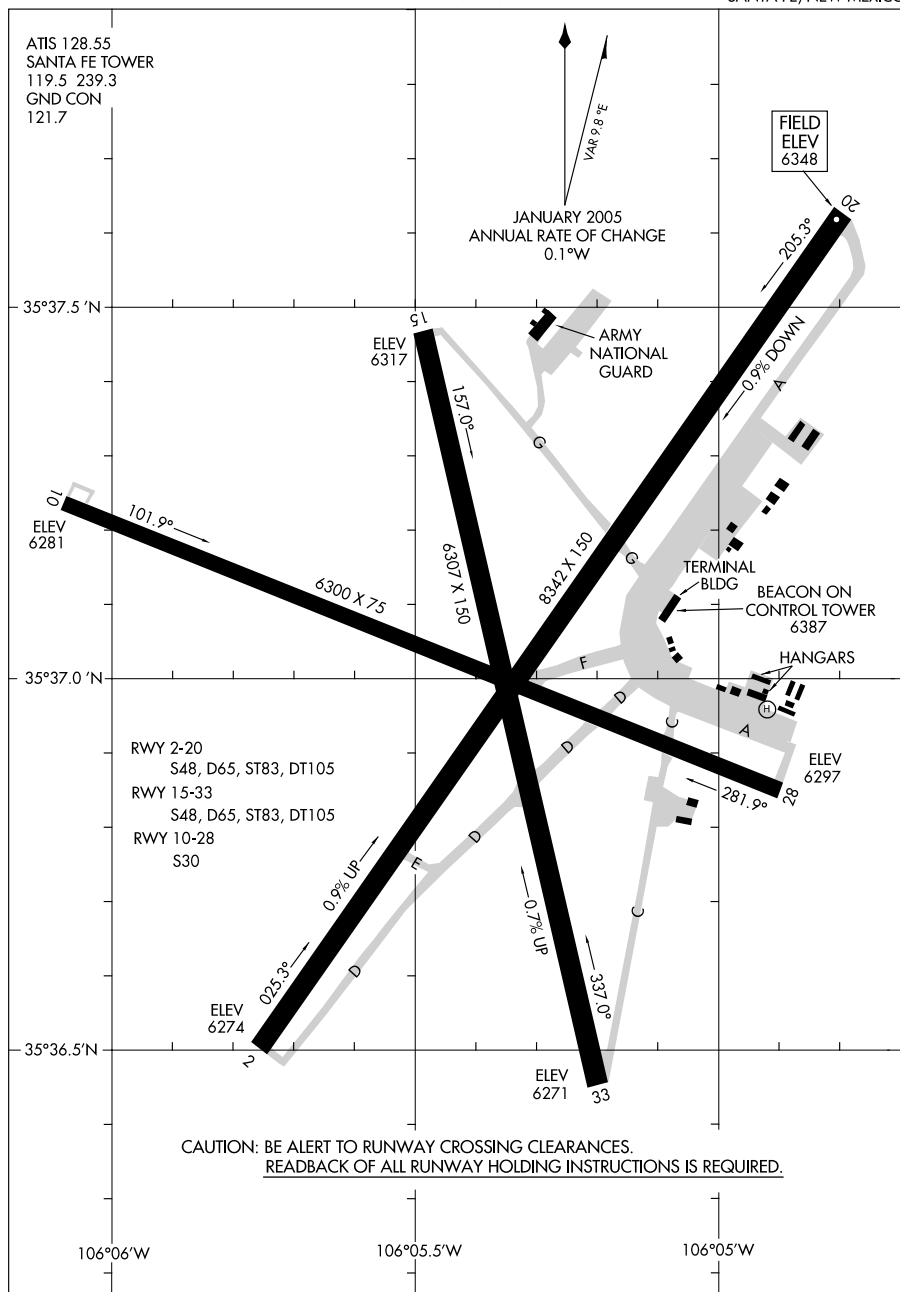 SANTA FE, NEW MEXICO
ATIS 128.55
SANTA FE TOWER
119.5 239.3
GND CON
121.7
VAR 9.8 °E
JANUARY 2005
ANNUAL RATE OF CHANGE
0.1°W
FIELD
ELEV
6348
20
205.3°
0.9% DOWN
A
35°37.5 'N
15
ELEV
6317
ARMY
NATIONAL
GUARD
157.0°
G
10
ELEV
6281
101.9°
6300 X 75
6307 X 150
8342 X 150
G
TERMINAL
BLDG
BEACON ON
CONTROL TOWER
6387
HANGARS
35°37.0 'N
F
D
D
C
A
H
ELEV
6297
28
281.9°
RWY 2-20
S48, D65, ST83, DT105
RWY 15-33
S48, D65, ST83, DT105
RWY 10-28
S30
D
E
0.9% UP
0.7% UP
C
025.3°
D
337.0°
ELEV
6274
2
35°36.5'N
ELEV
6271
33
CAUTION: BE ALERT TO RUNWAY CROSSING CLEARANCES.
READBACK OF ALL RUNWAY HOLDING INSTRUCTIONS IS REQUIRED.
106°06'W
106°05.5'W
106°05'W